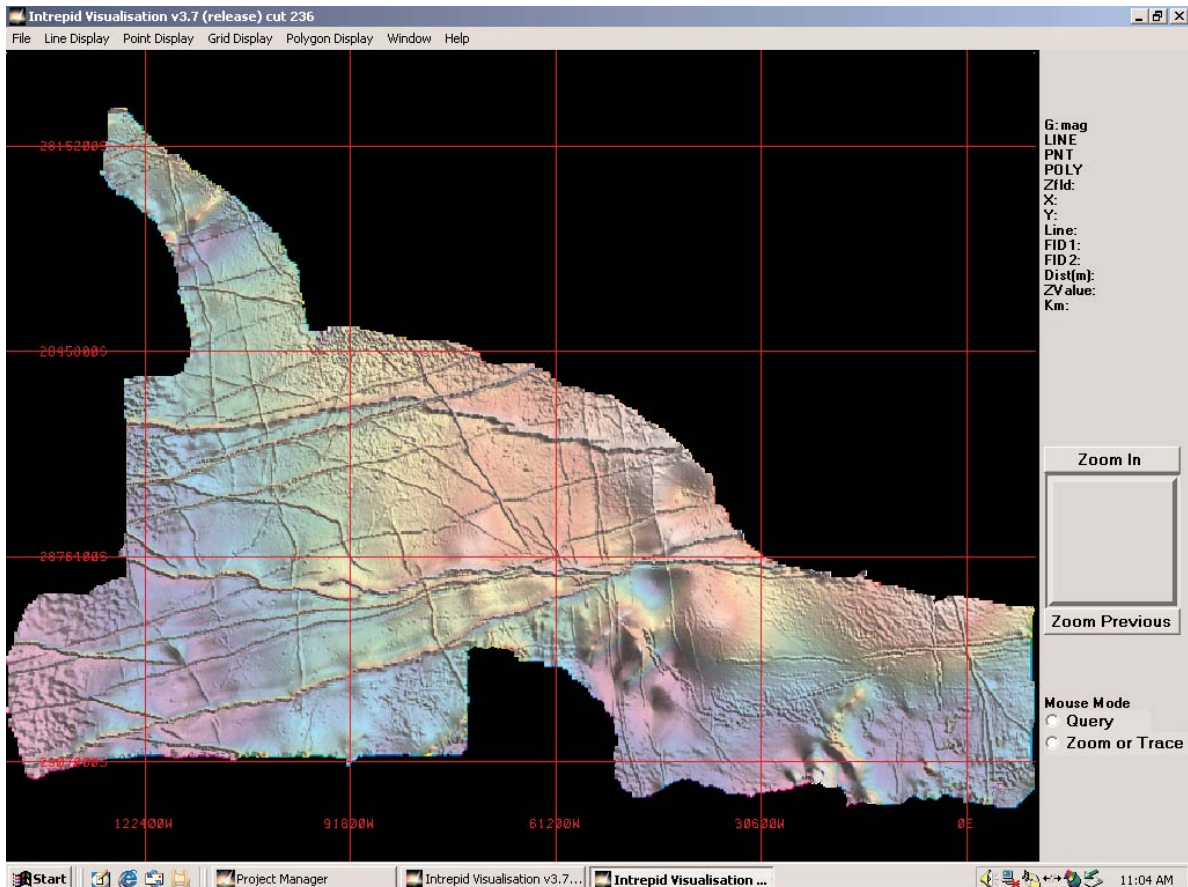 Intrepid Visualisation v3.7 (release) cut 236
File Line Display Point Display Grid Display Polygon Display Window Help
G:mag
LINE
PNT
POLY
Zfld:
X:
Y:
Line:
FID1:
FID2:
Dist(m):
ZValue:
Km:
2845000S
2876400S
Zoom In
Zoom Previous
Mouse Mode
Query
Zoom or Trace
122400W 91800W 61200W 30600W 0E
Start Project Manager Intrepid Visualisation v3.7... Intrepid Visualisation ... 11:04 AM